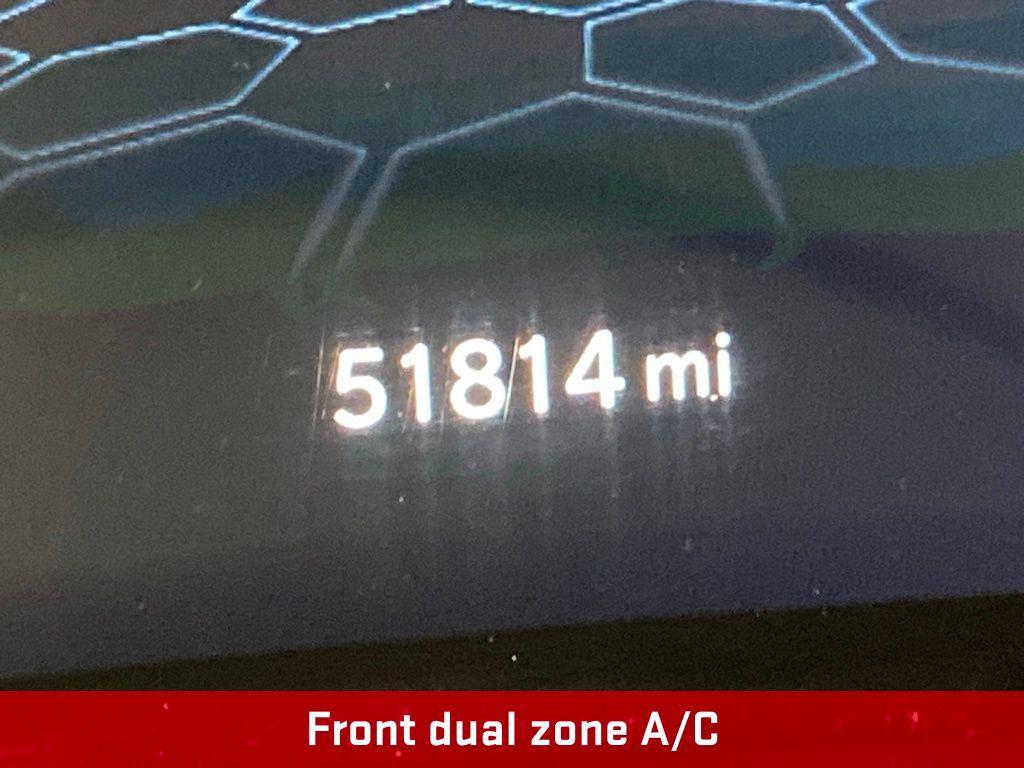 51814 mi
Front dual zone A/C